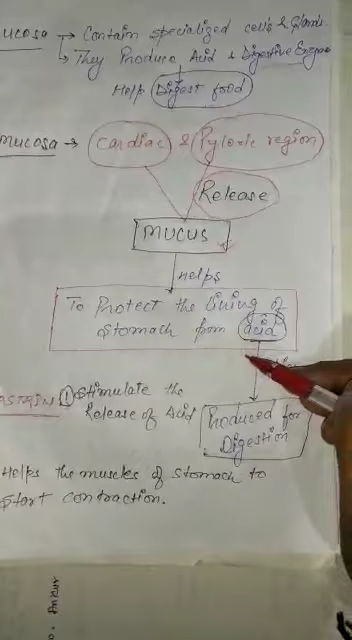 ucosa → Contain specialized cells & Glands.
↳ They Produce Acid & Digestive Enzyme
Help Digest food
mucosa → Cardiac & Pyloric region
Release
MUCUS
Helps
To Protect the lining of
Stomach from acid
ASTRIN ① Stimulate the
Release of Acid
Produced for
Digestion
Helps the muscles of Stomach to
Start contraction.